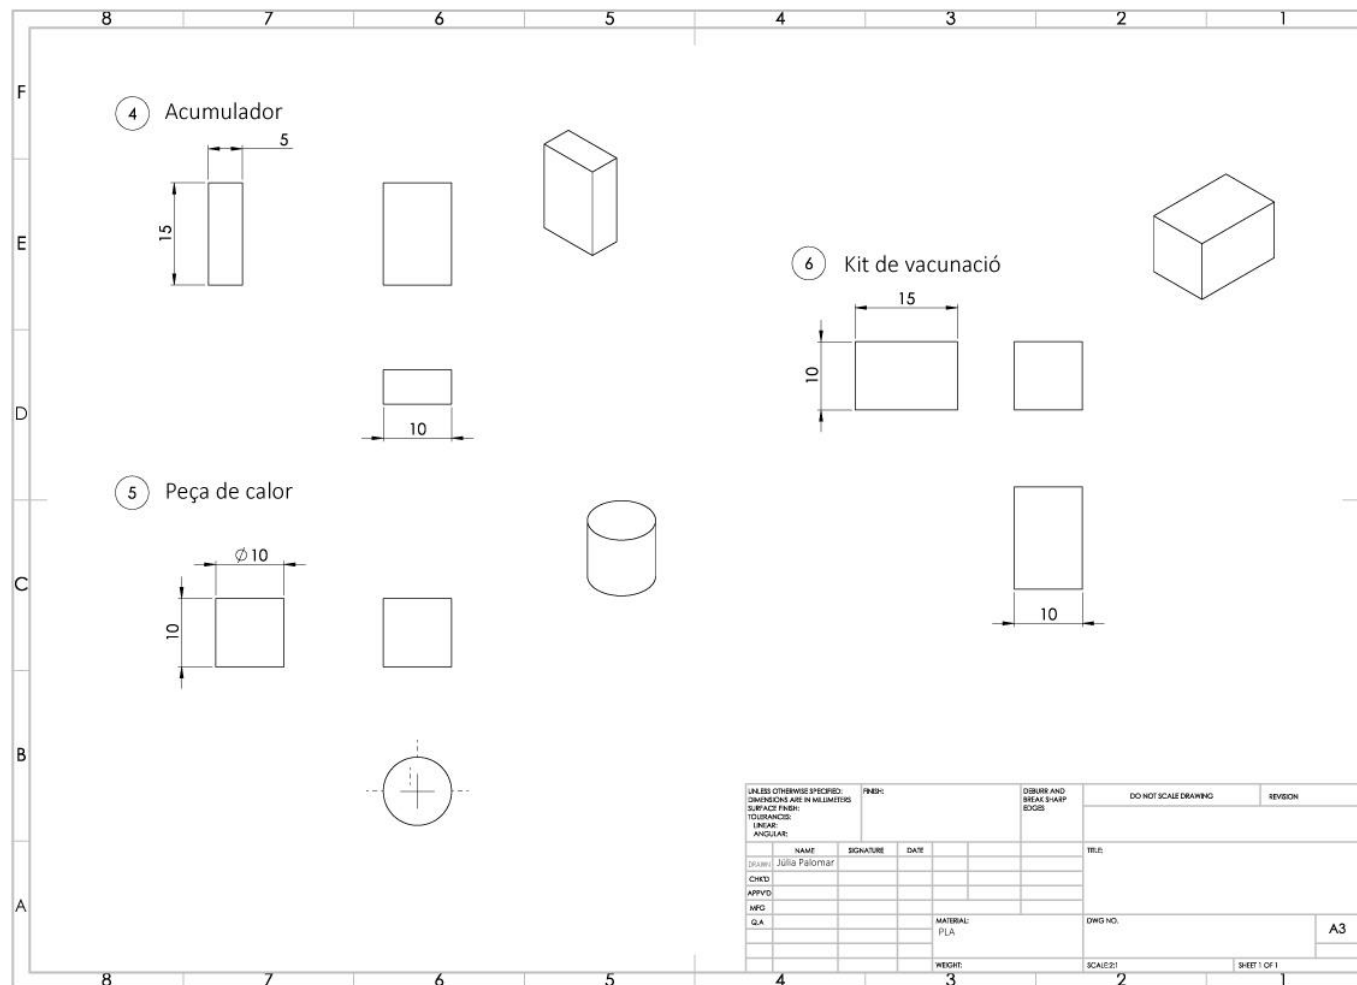 8 7 6 5 4 3 2 1
F
E
D
C
B
A
4 Acumulador
5
15
10
5 Peça de calor
Ø10
10
6 Kit de vacunació
15
10
10
UNLESS OTHERWISE SPECIFIED:
DIMENSIONS ARE IN MILLIMETERS
SURFACE FINISH:
TOLERANCES:
LINEAR:
ANGULAR:
FINISH:
DEBURR AND
BREAK SHARP
EDGES
DO NOT SCALE DRAWING
REVISION
NAME SIGNATURE DATE
TITLE:
DRAWN Júlia Palomar
CHK'D
APPV'D
MFG
Q.A
MATERIAL:
PLA
DWG NO.
A3
WEIGHT:
SCALE:2:1
SHEET 1 OF 1
8 7 6 5 4 3 2 1